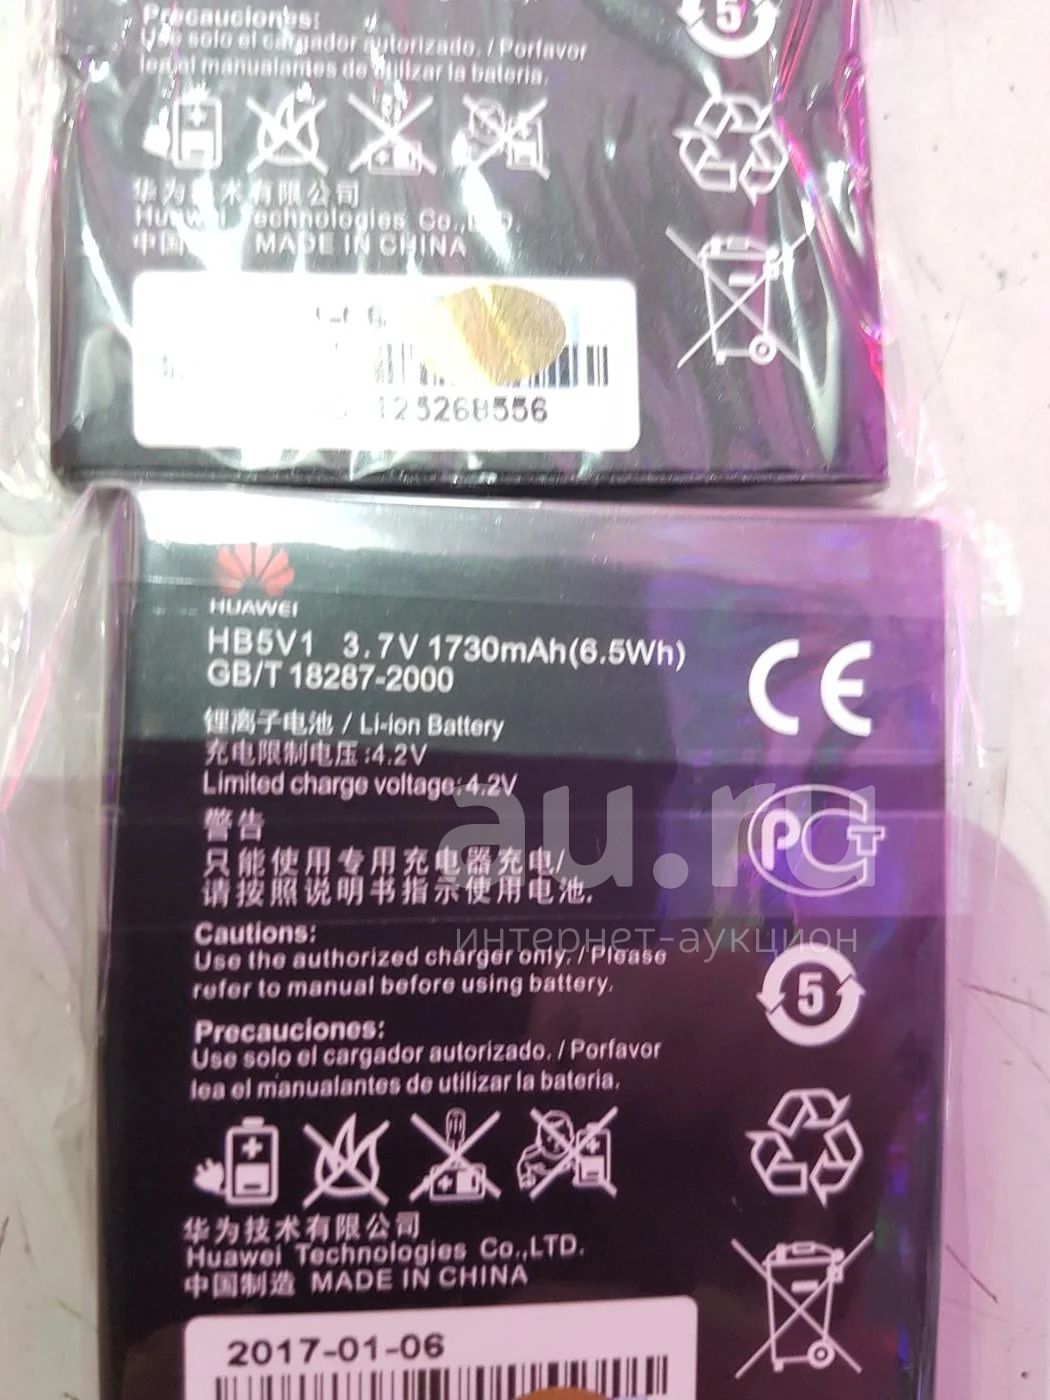 Precauciones:
Use solo el cargador autorizado. / Porfavor
lea el manualantes de utilizar la bateria.
5
华为技术有限公司
Huawei Technologies Co.,LTD.
中国 MADE IN CHINA
125268556
HUAWEI
HB5V1 3.7V 1730mAh(6.5Wh)
GB/T 18287-2000
CE
锂离子电池 / Li-ion Battery
充电限制电压:4.2V
Limited charge voltage:4.2V
警告
只能使用专用充电器充电/
请按照说明书指示使用电池.
РСТ
au.ru
интернет-аукцион
Cautions:
Use the authorized charger only. / Please
refer to manual before using battery.
5
Precauciones:
Use solo el cargador autorizado. / Porfavor
lea el manualantes de utilizar la bateria.
华为技术有限公司
Huawei Technologies Co.,LTD.
中国制造 MADE IN CHINA
2017-01-06